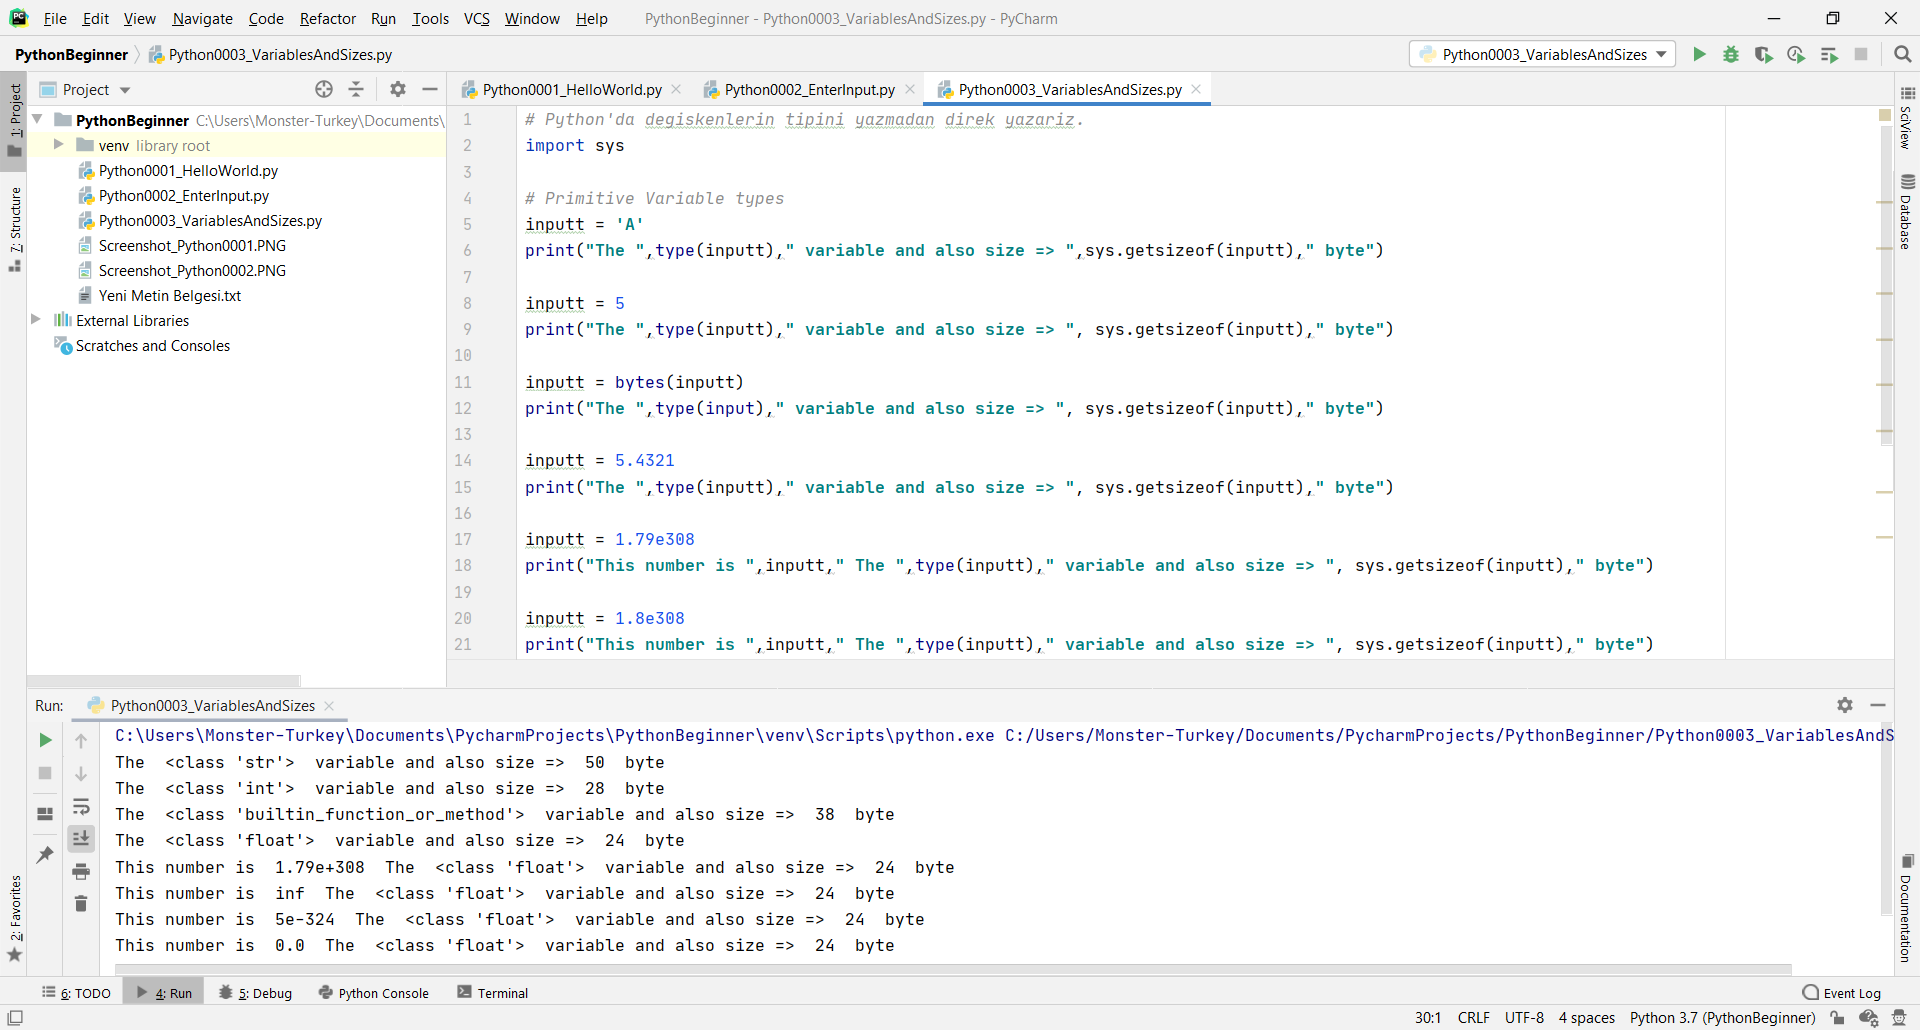 File Edit View Navigate Code Refactor Run Tools VCS Window Help PythonBeginner - Python0003_VariablesAndSizes.py - PyCharm
PythonBeginner Python0003_VariablesAndSizes.py Python0003_VariablesAndSizes
1: Project
7: Structure
2: Favorites
Project
PythonBeginner C:\Users\Monster-Turkey\Documents\
venv library root
Python0001_HelloWorld.py
Python0002_EnterInput.py
Python0003_VariablesAndSizes.py
Screenshot_Python0001.PNG
Screenshot_Python0002.PNG
Yeni Metin Belgesi.txt
External Libraries
Scratches and Consoles
Python0001_HelloWorld.py Python0002_EnterInput.py Python0003_VariablesAndSizes.py
1 # Python'da degiskenlerin tipini yazmadan direk yazariz.
2 import sys
3
4 # Primitive Variable types
5 inputt = 'A'
6 print("The ",type(inputt)," variable and also size => ",sys.getsizeof(inputt)," byte")
7
8 inputt = 5
9 print("The ",type(inputt)," variable and also size => ", sys.getsizeof(inputt)," byte")
10
11 inputt = bytes(inputt)
12 print("The ",type(input)," variable and also size => ", sys.getsizeof(inputt)," byte")
13
14 inputt = 5.4321
15 print("The ",type(inputt)," variable and also size => ", sys.getsizeof(inputt)," byte")
16
17 inputt = 1.79e308
18 print("This number is ",inputt," The ",type(inputt)," variable and also size => ", sys.getsizeof(inputt)," byte")
19
20 inputt = 1.8e308
21 print("This number is ",inputt," The ",type(inputt)," variable and also size => ", sys.getsizeof(inputt)," byte")
SciView
Database
Documentation
Run: Python0003_VariablesAndSizes
C:\Users\Monster-Turkey\Documents\PycharmProjects\PythonBeginner\venv\Scripts\python.exe C:/Users/Monster-Turkey/Documents/PycharmProjects/PythonBeginner/Python0003_VariablesAndS
The  <class 'str'>  variable and also size =>  50  byte
The  <class 'int'>  variable and also size =>  28  byte
The  <class 'builtin_function_or_method'>  variable and also size =>  38  byte
The  <class 'float'>  variable and also size =>  24  byte
This number is  1.79e+308  The  <class 'float'>  variable and also size =>  24  byte
This number is  inf  The  <class 'float'>  variable and also size =>  24  byte
This number is  5e-324  The  <class 'float'>  variable and also size =>  24  byte
This number is  0.0  The  <class 'float'>  variable and also size =>  24  byte
6: TODO 4: Run 5: Debug Python Console Terminal Event Log
30:1 CRLF UTF-8 4 spaces Python 3.7 (PythonBeginner)